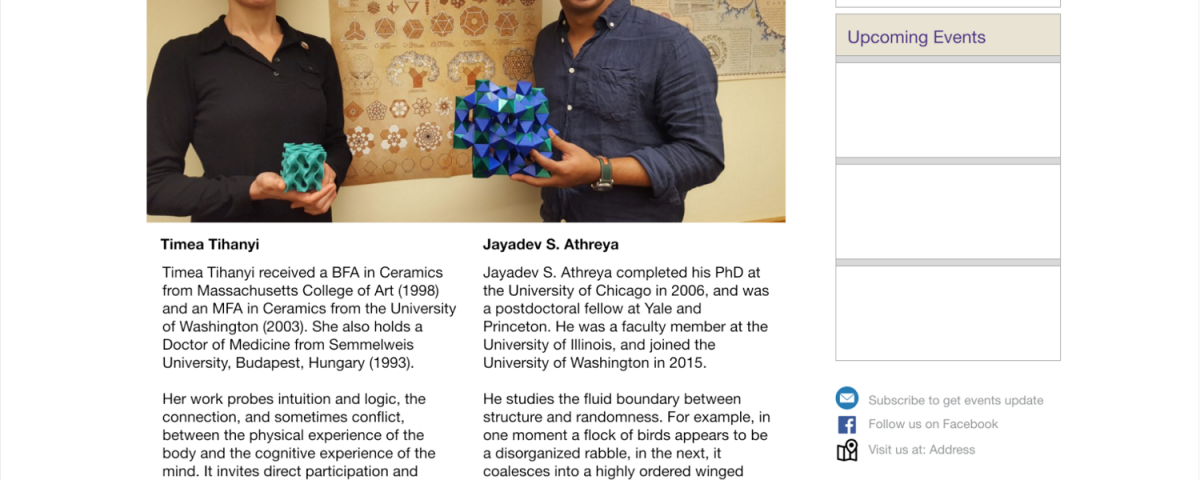 Upcoming Events
Timea Tihanyi
Timea Tihanyi received a BFA in Ceramics
from Massachusetts College of Art (1998)
and an MFA in Ceramics from the University
of Washington (2003). She also holds a
Doctor of Medicine from Semmelweis
University, Budapest, Hungary (1993).
Her work probes intuition and logic, the
connection, and sometimes conflict,
between the physical experience of the
body and the cognitive experience of the
mind. It invites direct participation and
Jayadev S. Athreya
Jayadev S. Athreya completed his PhD at
the University of Chicago in 2006, and was
a postdoctoral fellow at Yale and
Princeton. He was a faculty member at the
University of Illinois, and joined the
University of Washington in 2015.
He studies the fluid boundary between
structure and randomness. For example, in
one moment a flock of birds appears to be
a disorganized rabble, in the next, it
coalesces into a highly ordered winged
Subscribe to get events update
Follow us on Facebook
Visit us at: Address